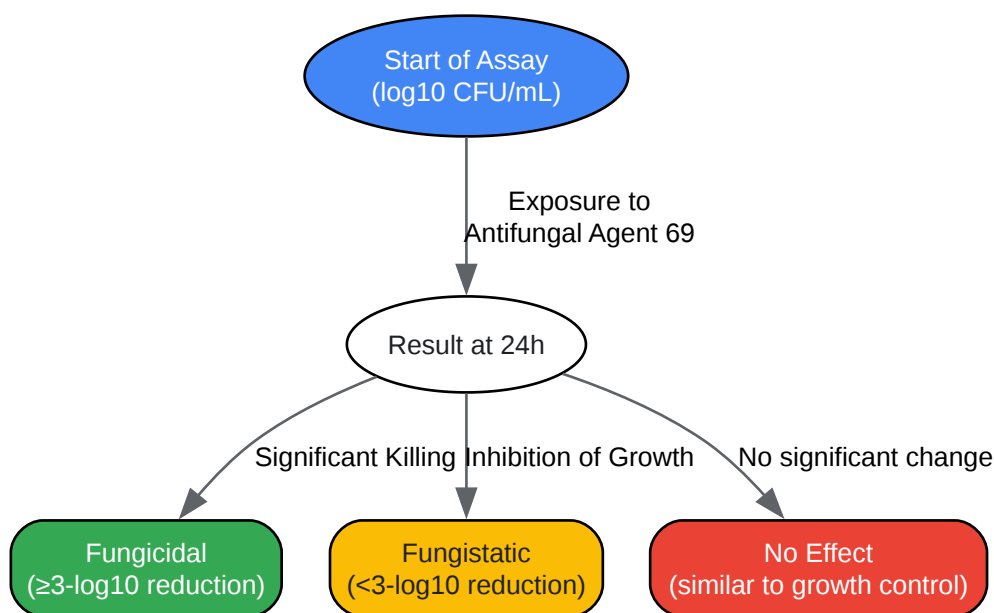 Start of Assay
(log10 CFU/mL)
Exposure to
Antifungal Agent 69
Result at 24h
Significant Killing
Inhibition of Growth
No significant change
Fungicidal
(≥3-log10 reduction)
Fungistatic
(<3-log10 reduction)
No Effect
(similar to growth control)